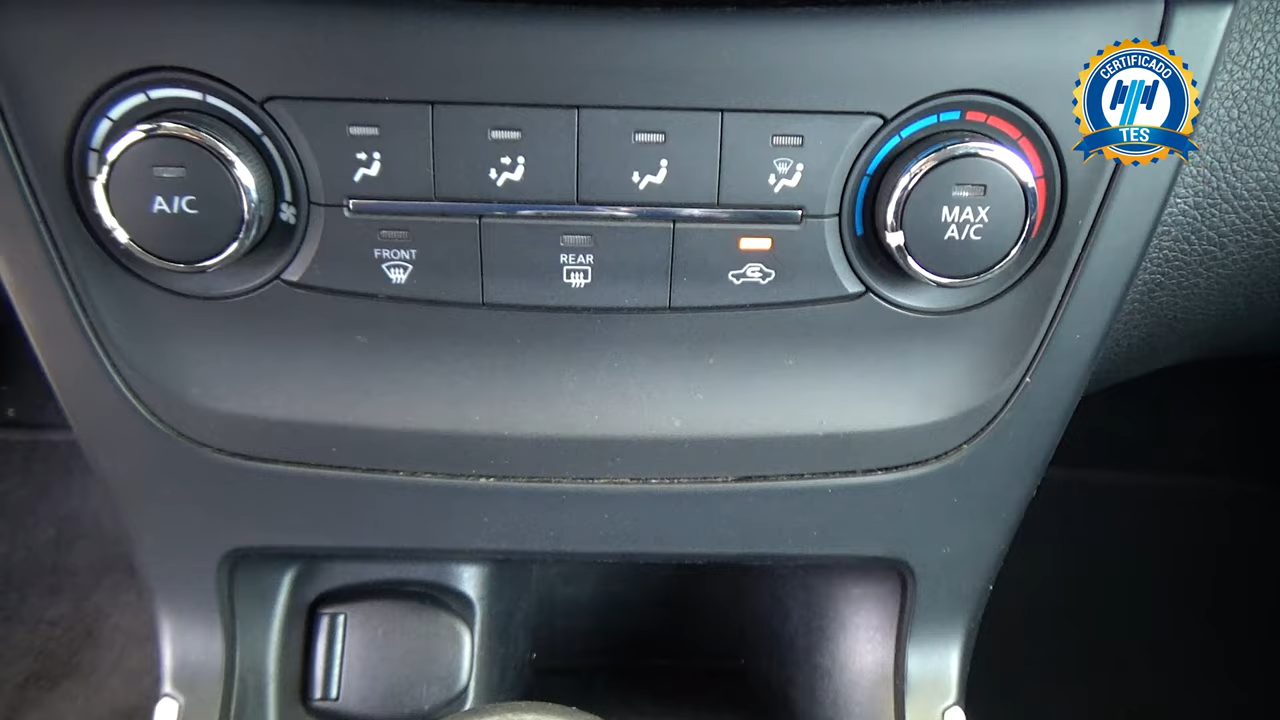 CERTIFICADO
TES
A/C
MAX
A/C
FRONT
REAR